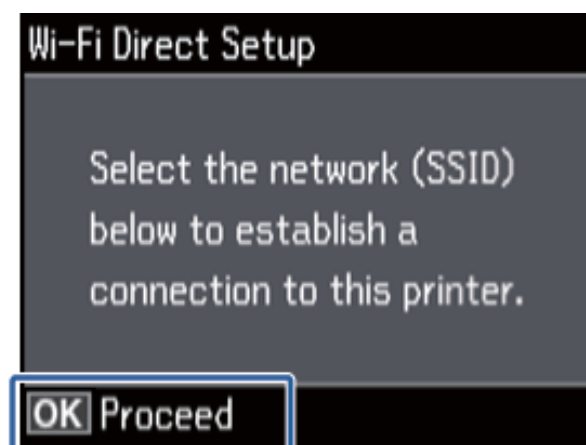 Wi-Fi Direct Setup
Select the network (SSID)
below to establish a
connection to this printer.
OK Proceed